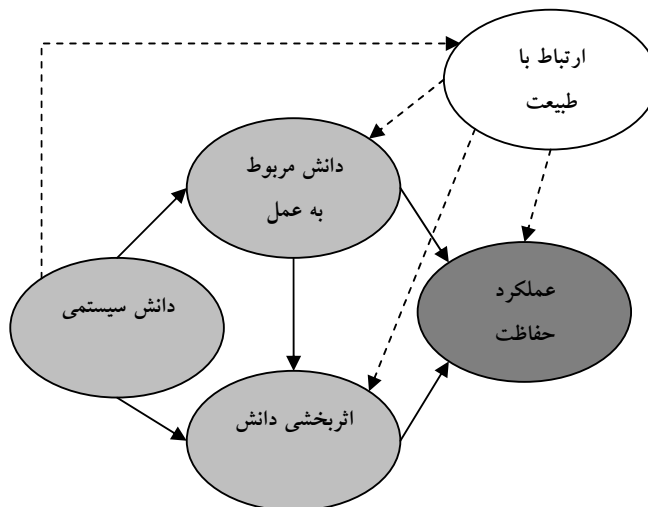 ارتباط با
طبیعت
دانش مربوط
به عمل
عملکرد
حفاظت
دانش سیستمی
اثربخشی دانش